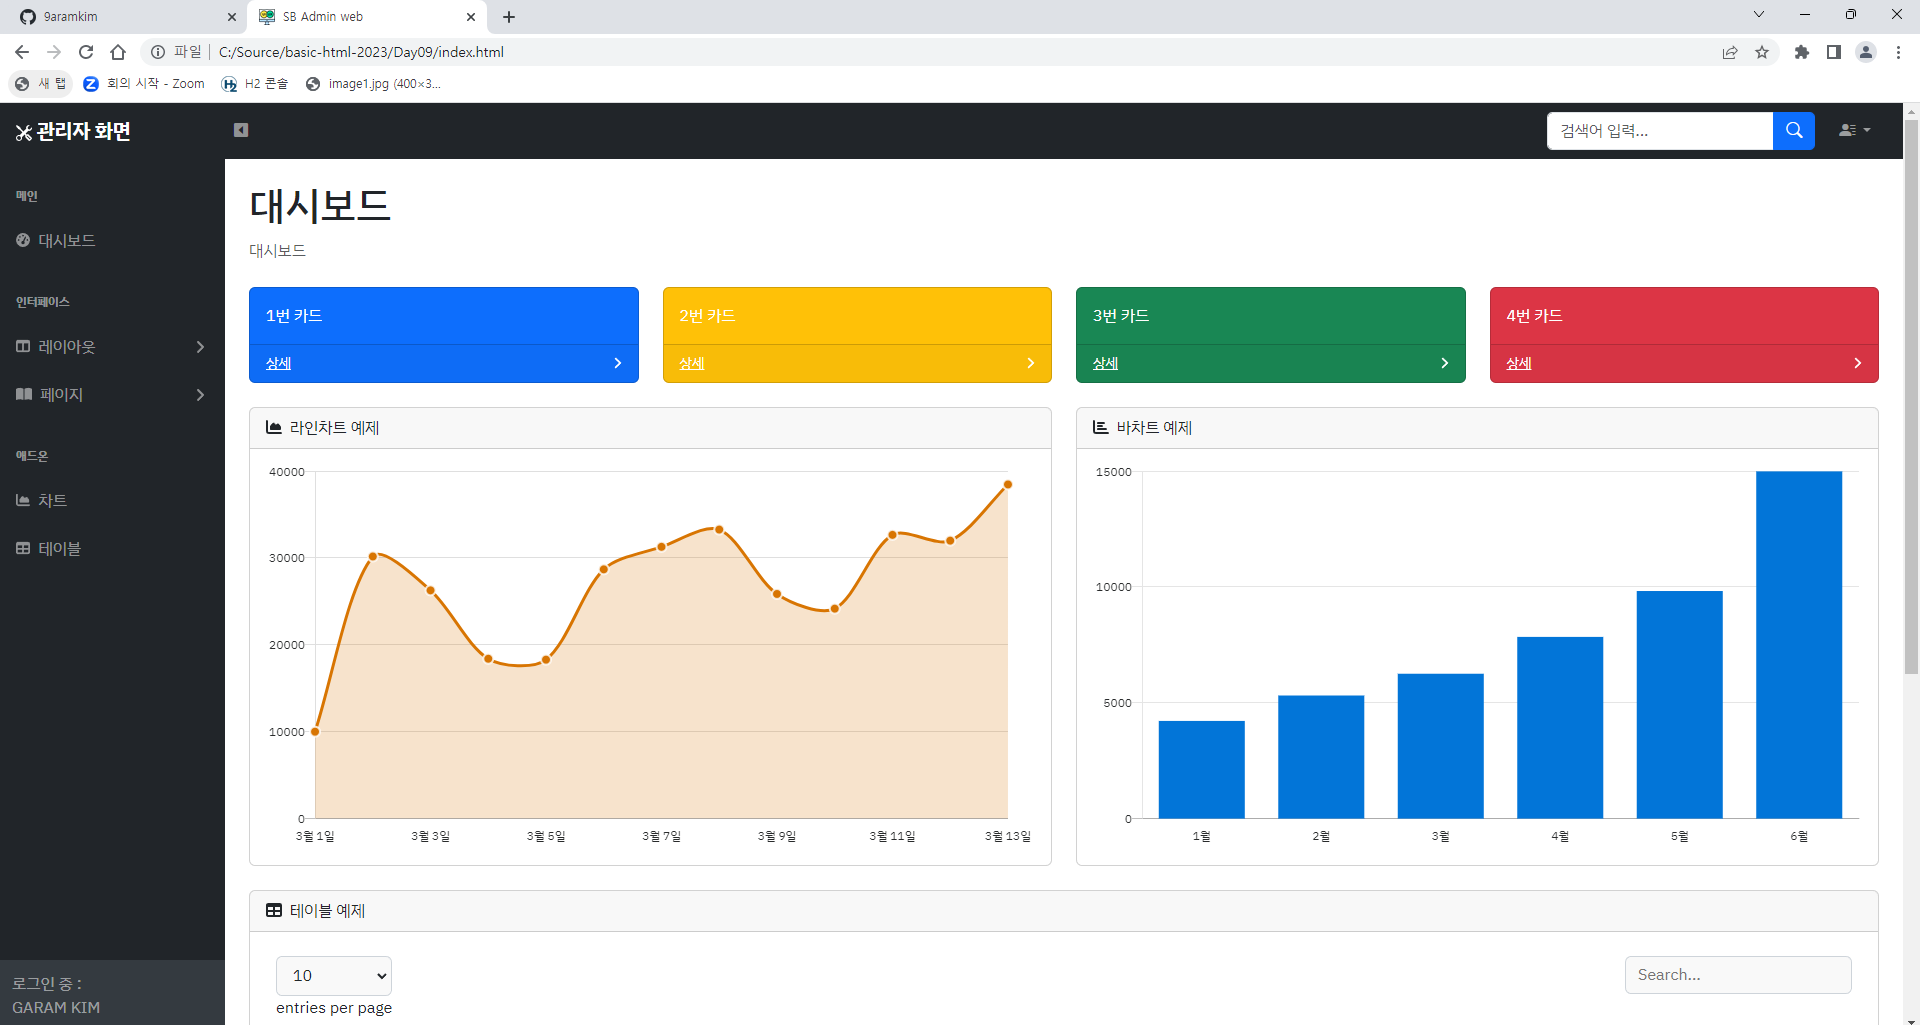 9aramkim
SB Admin web
파일
C:/Source/basic-html-2023/Day09/index.html
새 탭
회의 시작 - Zoom
H2 콘솔
image1.jpg (400×3...
관리자 화면
검색어 입력...
메인
대시보드
인터페이스
레이아웃
페이지
애드온
차트
테이블
로그인 중 :
GARAM KIM
대시보드
대시보드
1번 카드
상세
2번 카드
상세
3번 카드
상세
4번 카드
상세
라인차트 예제
40000
30000
20000
10000
0
3월 1일
3월 3일
3월 5일
3월 7일
3월 9일
3월 11일
3월 13일
바차트 예제
15000
10000
5000
0
1월
2월
3월
4월
5월
6월
테이블 예제
10
entries per page
Search...